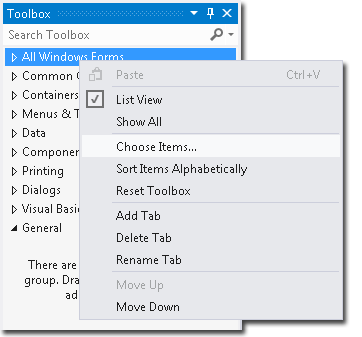 Toolbox
Search Toolbox
All Windows Forms
Common
Containers
Menus & T
Data
Componen
Printing
Dialogs
Visual Basi
General
There are
group. Dra
ad
Paste Ctrl+V
List View
Show All
Choose Items...
Sort Items Alphabetically
Reset Toolbox
Add Tab
Delete Tab
Rename Tab
Move Up
Move Down